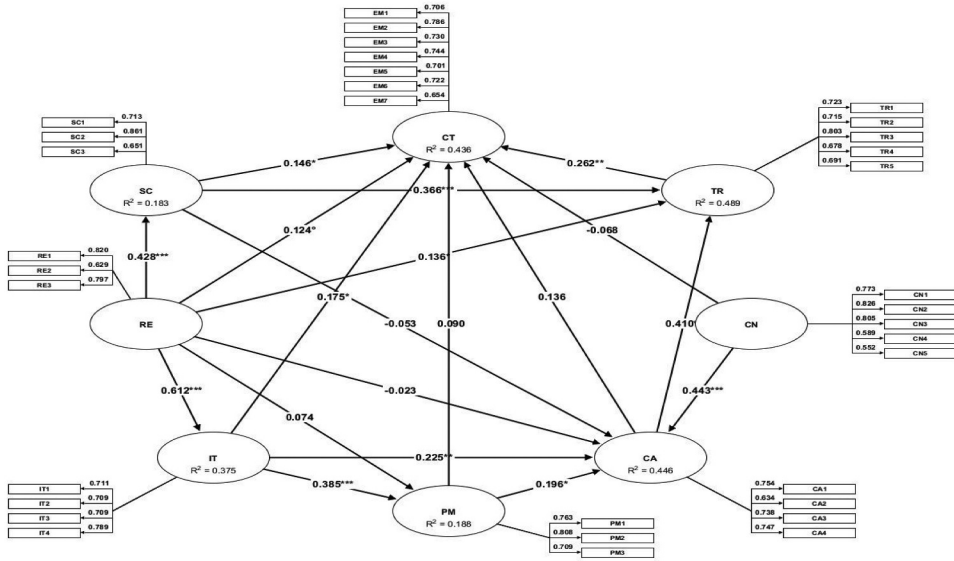 0.706
EM1
0.786
EM2
0.730
EM3
0.744
EM4
0.701
EM5
0.722
EM6
0.654
EM7
0.713
SC1
0.861
SC2
0.651
SC3
CT
R² = 0.436
0.723
TR1
0.715
TR2
0.803
TR3
0.678
TR4
0.691
TR5
0.146*
0.262**
SC
R² = 0.183
0.366***
TR
R² = 0.489
0.124*
-0.068
0.428***
0.136*
0.820
RE1
0.629
RE2
0.797
RE3
0.175*
0.136
0.773
CN1
0.826
CN2
0.805
CN3
0.589
CN4
0.552
CN5
RE
-0.053
0.090
0.410
CN
0.612***
-0.023
0.443***
0.074
IT
R² = 0.375
0.225**
CA
R² = 0.446
0.385***
0.196*
0.711
IT1
0.709
IT2
0.709
IT3
0.789
IT4
PM
R² = 0.188
0.763
PM1
0.808
PM2
0.709
PM3
0.754
CA1
0.634
CA2
0.738
CA3
0.747
CA4